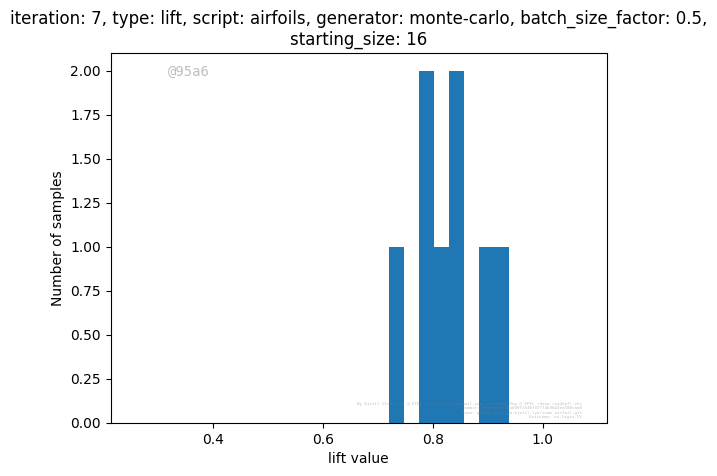 iteration: 7, type: lift, script: airfoils, generator: monte-carlo, batch_size_factor: 0.5,
starting_size: 16
@95a6
2.00
1.75
1.50
1.25
1.00
0.75
0.50
0.25
0.00
Number of samples
0.4
0.6
0.8
1.0
lift value